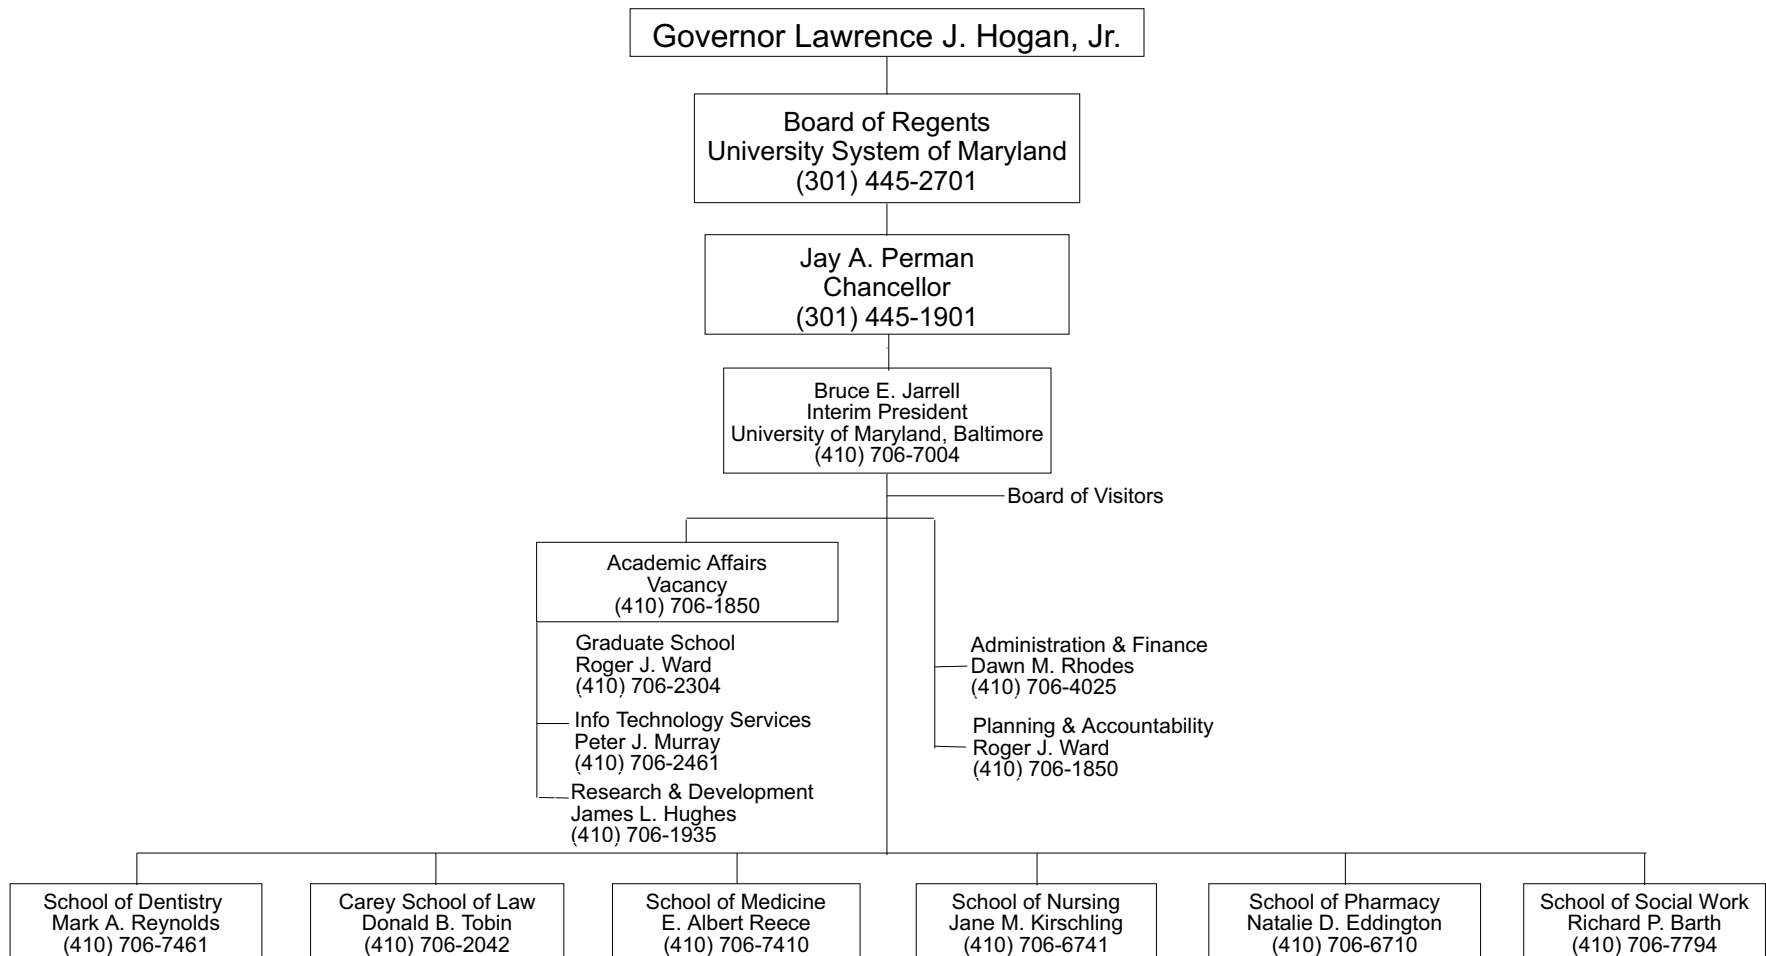 Governor Lawrence J. Hogan, Jr.
Board of Regents
University System of Maryland
(301) 445-2701
Jay A. Perman
Chancellor
(301) 445-1901
Bruce E. Jarrell
Interim President
University of Maryland, Baltimore
(410) 706-7004
Board of Visitors
Academic Affairs
Vacancy
(410) 706-1850
Graduate School
Roger J. Ward
(410) 706-2304
Info Technology Services
Peter J. Murray
(410) 706-2461
Research & Development
James L. Hughes
(410) 706-1935
Administration & Finance
Dawn M. Rhodes
(410) 706-4025
Planning & Accountability
Roger J. Ward
(410) 706-1850
School of Dentistry
Mark A. Reynolds
(410) 706-7461
Carey School of Law
Donald B. Tobin
(410) 706-2042
School of Medicine
E. Albert Reece
(410) 706-7410
School of Nursing
Jane M. Kirschling
(410) 706-6741
School of Pharmacy
Natalie D. Eddington
(410) 706-6710
School of Social Work
Richard P. Barth
(410) 706-7794